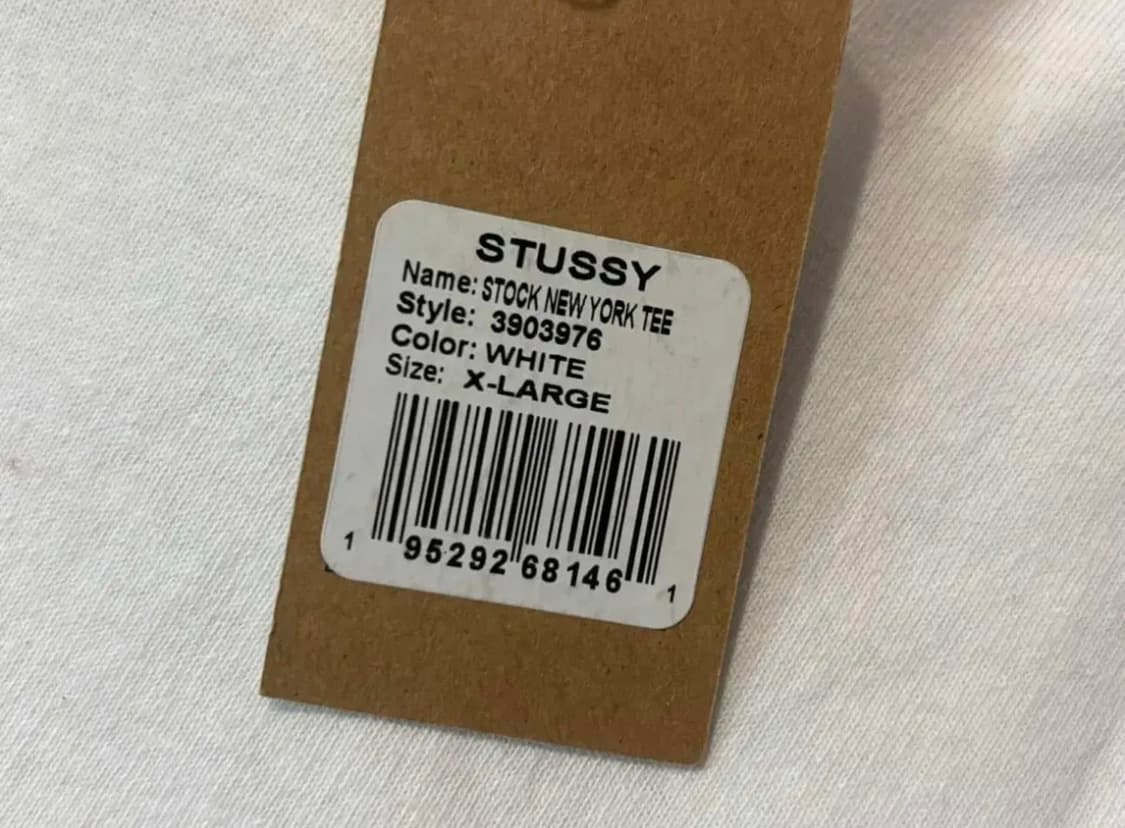 STUSSY
Name: STOCK NEW YORK TEE
Style: 3903976
Color: WHITE
Size: X-LARGE
1 95292 68146 1